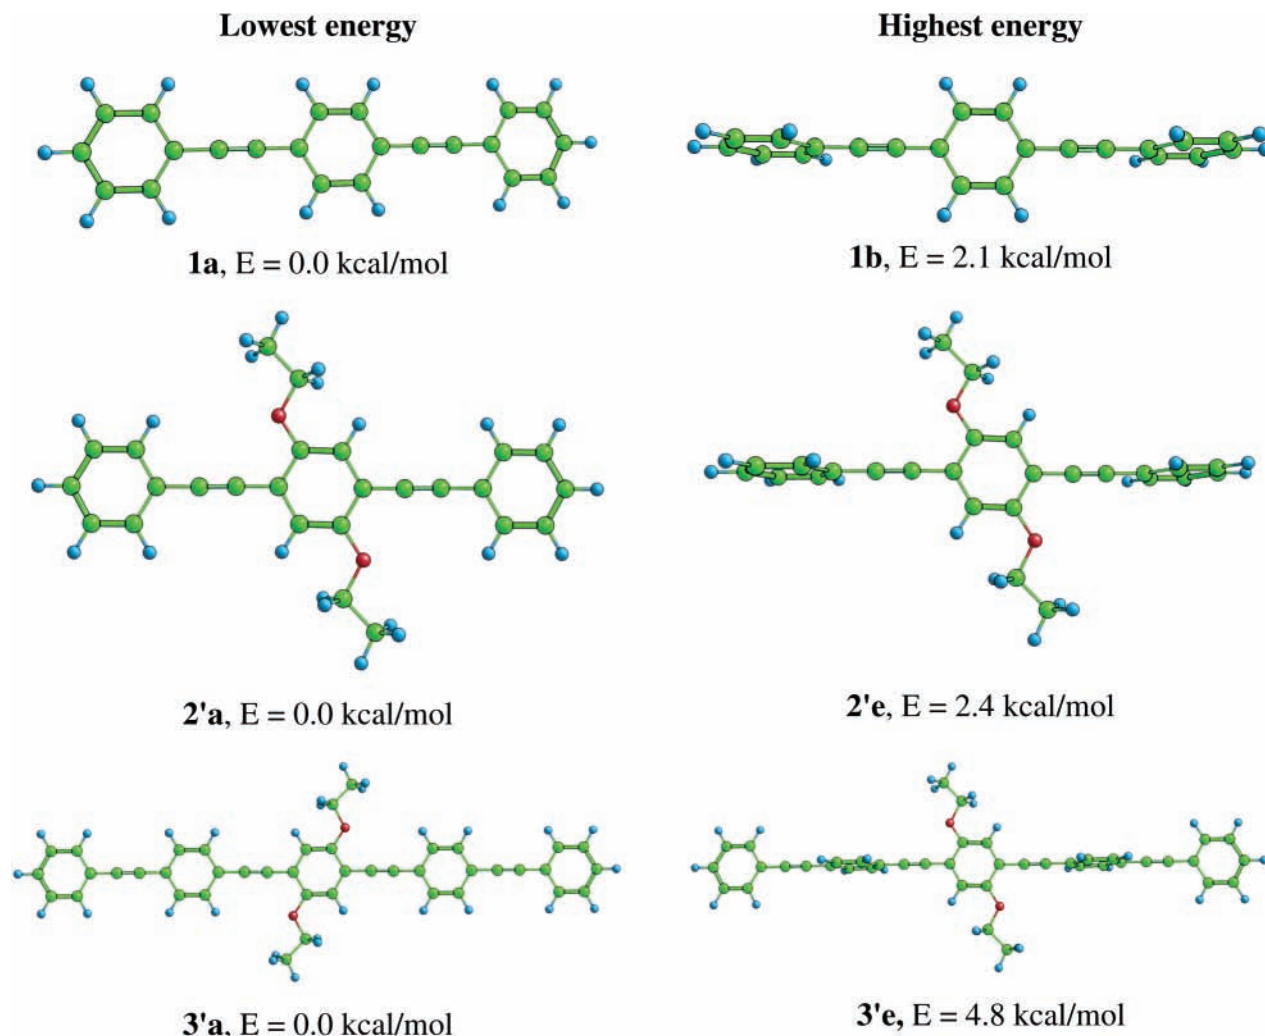 Lowest energy
Highest energy
1a, E = 0.0 kcal/mol
1b, E = 2.1 kcal/mol
2'a, E = 0.0 kcal/mol
2'e, E = 2.4 kcal/mol
3'a, E = 0.0 kcal/mol
3'e, E = 4.8 kcal/mol